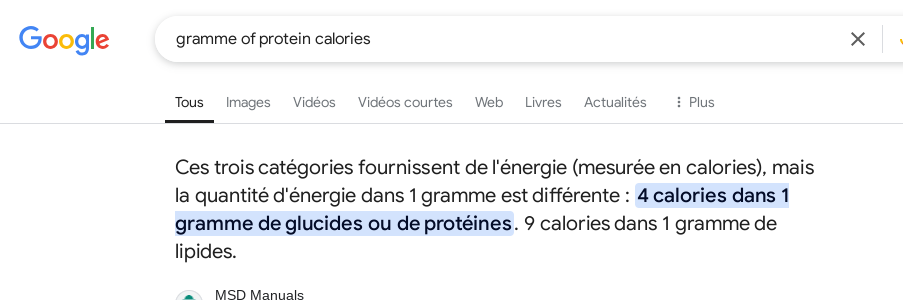 Google
gramme of protein calories
Tous Images Vidéos Vidéos courtes Web Livres Actualités Plus
Ces trois catégories fournissent de l'énergie (mesurée en calories), mais
la quantité d'énergie dans 1 gramme est différente : 4 calories dans 1
gramme de glucides ou de protéines. 9 calories dans 1 gramme de
lipides.
MSD Manuals